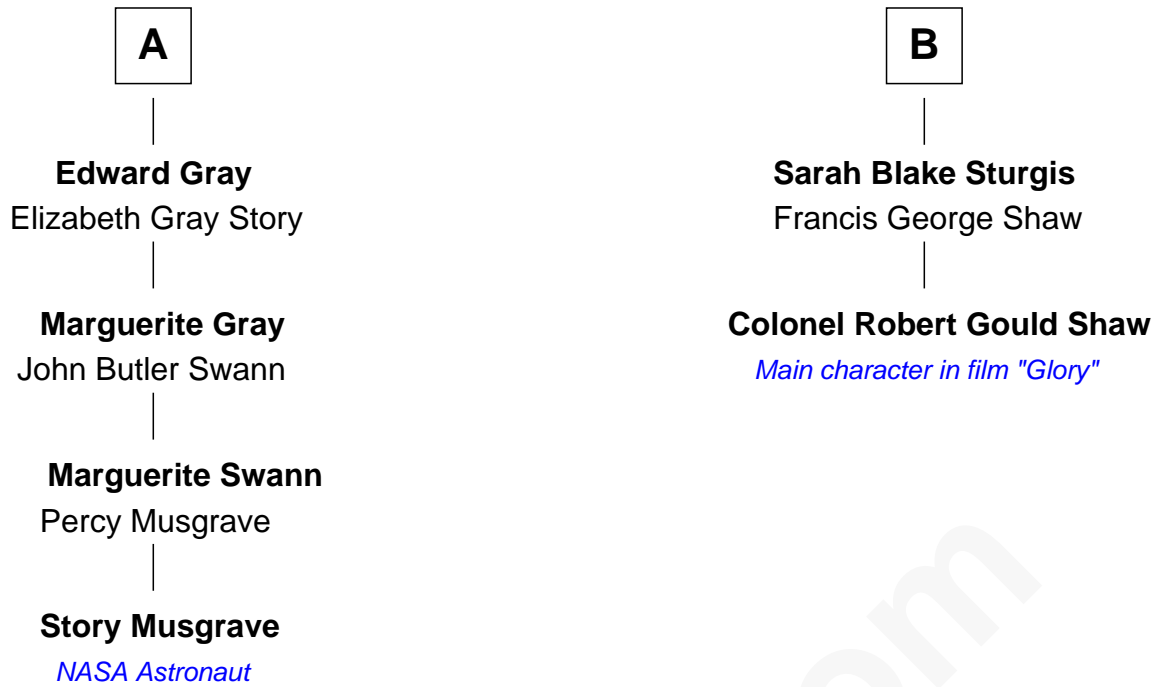 A
Edward Gray
Elizabeth Gray Story
Marguerite Gray
John Butler Swann
Marguerite Swann
Percy Musgrave
Story Musgrave
NASA Astronaut
B
Sarah Blake Sturgis
Francis George Shaw
Colonel Robert Gould Shaw
Main character in film "Glory"
om